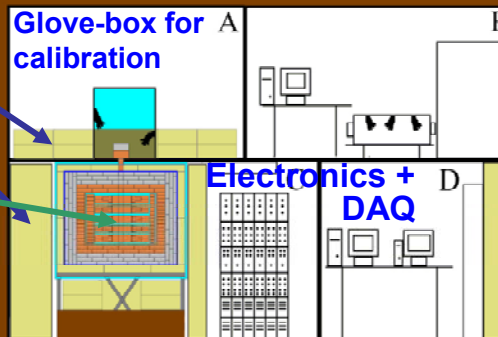 Glove-box for
calibration
A
Electronics +
DAQ
C
D